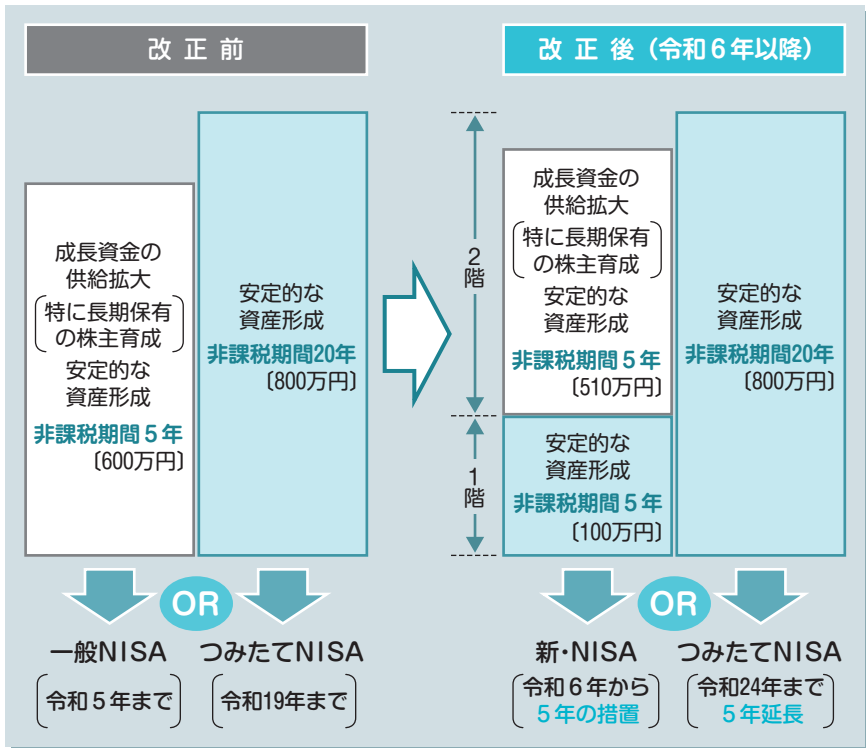 改正前
成長資金の
供給拡大
〔特に長期保有
の株主育成〕
安定的な
資産形成
非課税期間5年
〔600万円〕
安定的な
資産形成
非課税期間20年
〔800万円〕
OR
一般NISA
〔令和5年まで〕
つみたてNISA
〔令和19年まで〕
改正後（令和6年以降）
2階
1階
成長資金の
供給拡大
〔特に長期保有
の株主育成〕
安定的な
資産形成
非課税期間5年
〔510万円〕
安定的な
資産形成
非課税期間5年
〔100万円〕
安定的な
資産形成
非課税期間20年
〔800万円〕
OR
新・NISA
〔令和6年から
5年の措置〕
つみたてNISA
〔令和24年まで
5年延長〕